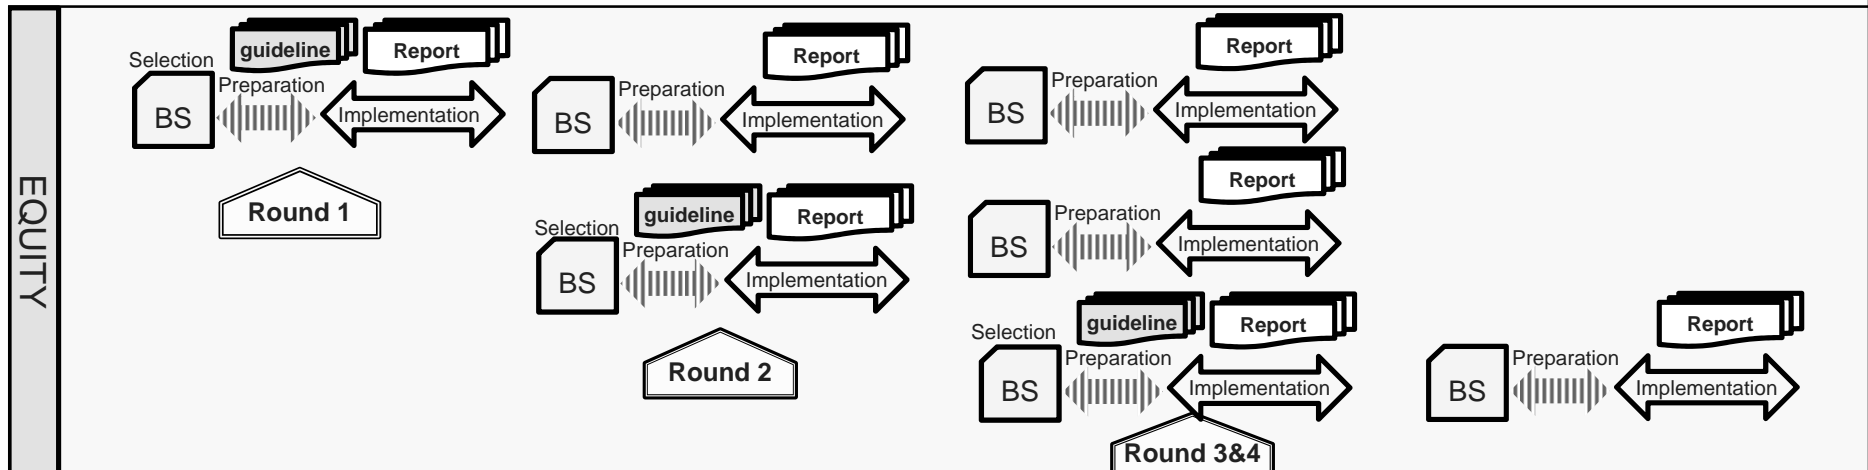 EQUITY
Selection
guideline
Report
BS
Preparation
Implementation
Round 1
Report
BS
Preparation
Implementation
Selection
guideline
Report
BS
Preparation
Implementation
Round 2
Report
BS
Preparation
Implementation
Report
BS
Preparation
Implementation
Selection
guideline
Report
BS
Preparation
Implementation
Round 3&4
Report
BS
Preparation
Implementation